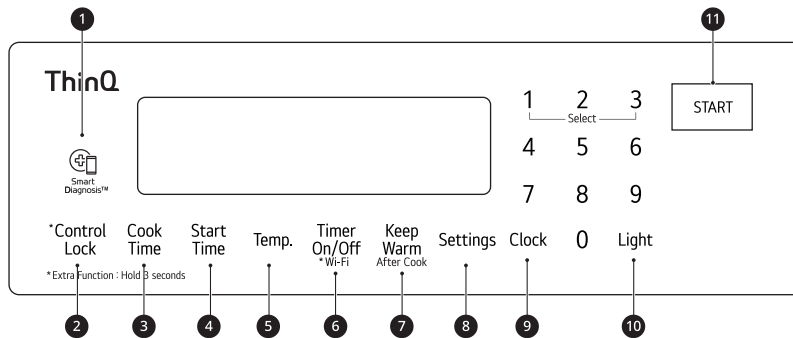 1
11
ThinQ
1 2 3
Select
START
4 5 6
Smart
Diagnosis™
7 8 9
*Control
Lock
Cook
Time
Start
Time
Temp.
Timer
On/Off
*Wi-Fi
Keep
Warm
After Cook
Settings
Clock
0
Light
*Extra Function : Hold 3 seconds
2 3 4 5 6 7 8 9 10